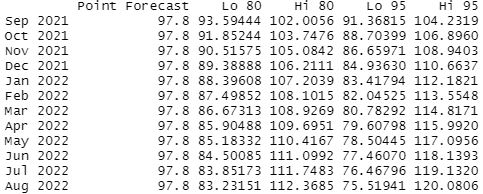 Point Forecast Lo 80 Hi 80 Lo 95 Hi 95
Sep 2021 97.8 93.59444 102.0056 91.36815 104.2319
Oct 2021 97.8 91.85244 103.7476 88.70399 106.8960
Nov 2021 97.8 90.51575 105.0842 86.65971 108.9403
Dec 2021 97.8 89.38888 106.2111 84.93630 110.6637
Jan 2022 97.8 88.39608 107.2039 83.41794 112.1821
Feb 2022 97.8 87.49852 108.1015 82.04525 113.5548
Mar 2022 97.8 86.67313 108.9269 80.78292 114.8171
Apr 2022 97.8 85.90488 109.6951 79.60798 115.9920
May 2022 97.8 85.18332 110.4167 78.50445 117.0956
Jun 2022 97.8 84.50085 111.0992 77.46070 118.1393
Jul 2022 97.8 83.85173 111.7483 76.46796 119.1320
Aug 2022 97.8 83.23151 112.3685 75.51941 120.0806